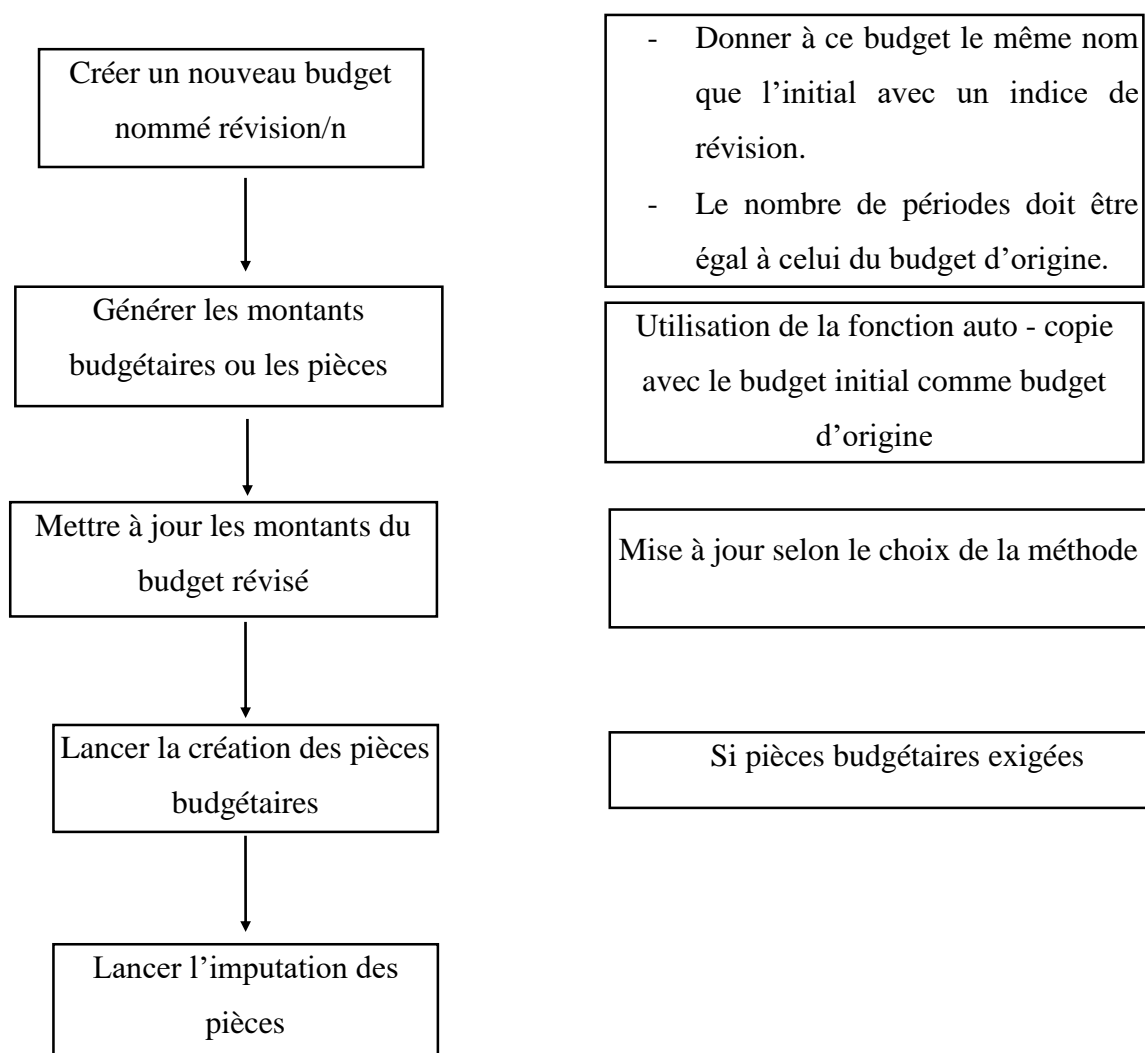 Créer un nouveau budget
nommé révision/n
- Donner à ce budget le même nom
que l’initial avec un indice de
révision.
- Le nombre de périodes doit être
égal à celui du budget d’origine.
Générer les montants
budgétaires ou les pièces
Utilisation de la fonction auto - copie
avec le budget initial comme budget
d’origine
Mettre à jour les montants du
budget révisé
Mise à jour selon le choix de la méthode
Lancer la création des pièces
budgétaires
Si pièces budgétaires exigées
Lancer l’imputation des
pièces